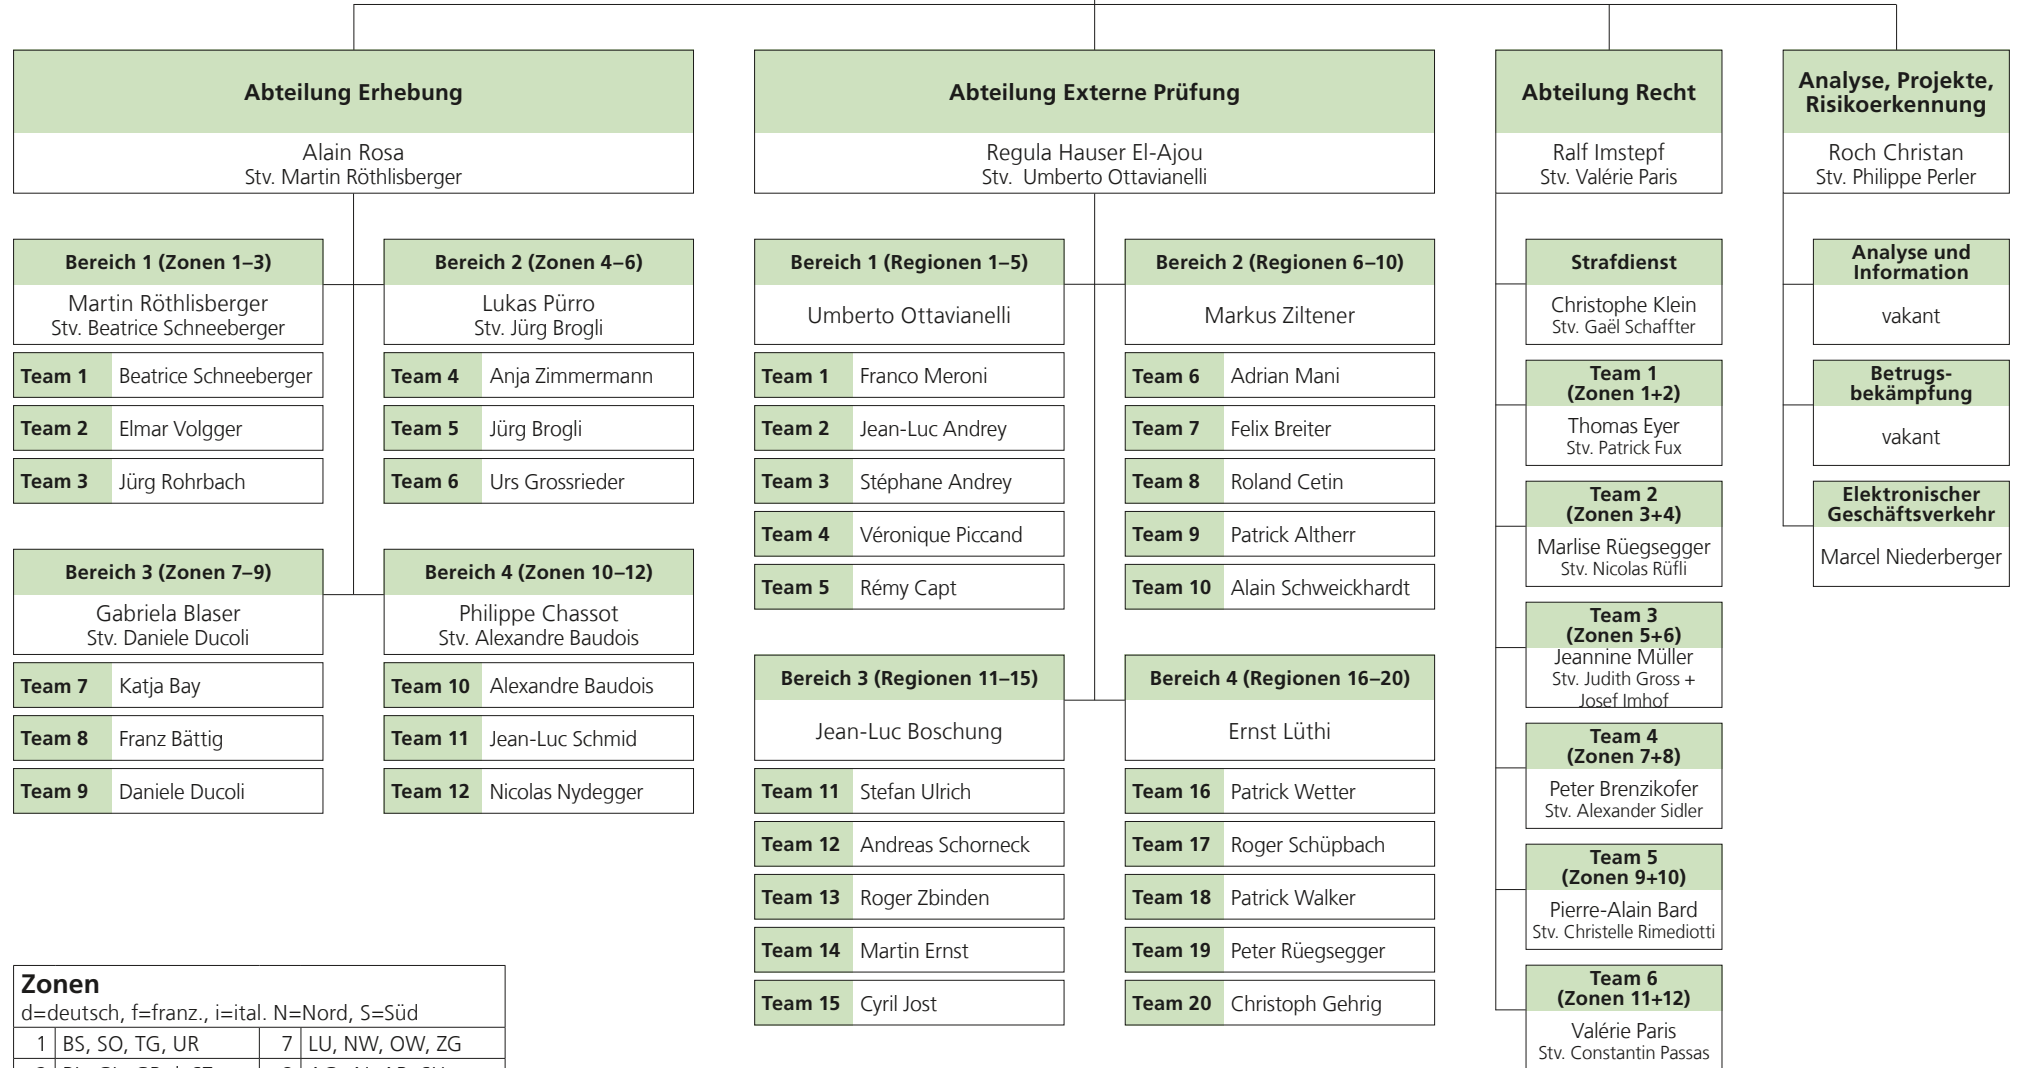 Abteilung Erhebung
Alain Rosa
Stv. Martin Röthlisberger
Bereich 1 (Zonen 1–3)
Martin Röthlisberger
Stv. Beatrice Schneeberger
Team 1 Beatrice Schneeberger
Team 2 Elmar Volgger
Team 3 Jürg Rohrbach
Bereich 2 (Zonen 4–6)
Lukas Pürro
Stv. Jürg Brogli
Team 4 Anja Zimmermann
Team 5 Jürg Brogli
Team 6 Urs Grossrieder
Bereich 3 (Zonen 7–9)
Gabriela Blaser
Stv. Daniele Ducoli
Team 7 Katja Bay
Team 8 Franz Bättig
Team 9 Daniele Ducoli
Bereich 4 (Zonen 10–12)
Philippe Chassot
Stv. Alexandre Baudois
Team 10 Alexandre Baudois
Team 11 Jean-Luc Schmid
Team 12 Nicolas Nydegger
Abteilung Externe Prüfung
Regula Hauser El-Ajou
Stv. Umberto Ottavianelli
Bereich 1 (Regionen 1–5)
Umberto Ottavianelli
Team 1 Franco Meroni
Team 2 Jean-Luc Andrey
Team 3 Stéphane Andrey
Team 4 Véronique Piccand
Team 5 Rémy Capt
Bereich 2 (Regionen 6–10)
Markus Ziltener
Team 6 Adrian Mani
Team 7 Felix Breiter
Team 8 Roland Cetin
Team 9 Patrick Altherr
Team 10 Alain Schweickhardt
Bereich 3 (Regionen 11–15)
Jean-Luc Boschung
Team 11 Stefan Ulrich
Team 12 Andreas Schorneck
Team 13 Roger Zbinden
Team 14 Martin Ernst
Team 15 Cyril Jost
Bereich 4 (Regionen 16–20)
Ernst Lüthi
Team 16 Patrick Wetter
Team 17 Roger Schüpbach
Team 18 Patrick Walker
Team 19 Peter Rüegsegger
Team 20 Christoph Gehrig
Abteilung Recht
Ralf Imstepf
Stv. Valérie Paris
Strafdienst
Christophe Klein
Stv. Gaël Schaffter
Team 1
(Zonen 1+2)
Thomas Eyer
Stv. Patrick Fux
Team 2
(Zonen 3+4)
Marlise Rüegsegger
Stv. Nicolas Rüfli
Team 3
(Zonen 5+6)
Jeannine Müller
Stv. Judith Gross +
Josef Imhof
Team 4
(Zonen 7+8)
Peter Brenzikofer
Stv. Alexander Sidler
Team 5
(Zonen 9+10)
Pierre-Alain Bard
Stv. Christelle Rimediotti
Team 6
(Zonen 11+12)
Valérie Paris
Stv. Constantin Passas
Analyse, Projekte,
Risikoerkennung
Roch Christan
Stv. Philippe Perler
Analyse und
Information
vakant
Betrugs-
bekämpfung
vakant
Elektronischer
Geschäftsverkehr
Marcel Niederberger
Zonen
d=deutsch, f=franz., i=ital. N=Nord, S=Süd
1 BS, SO, TG, UR 7 LU, NW, OW, ZG